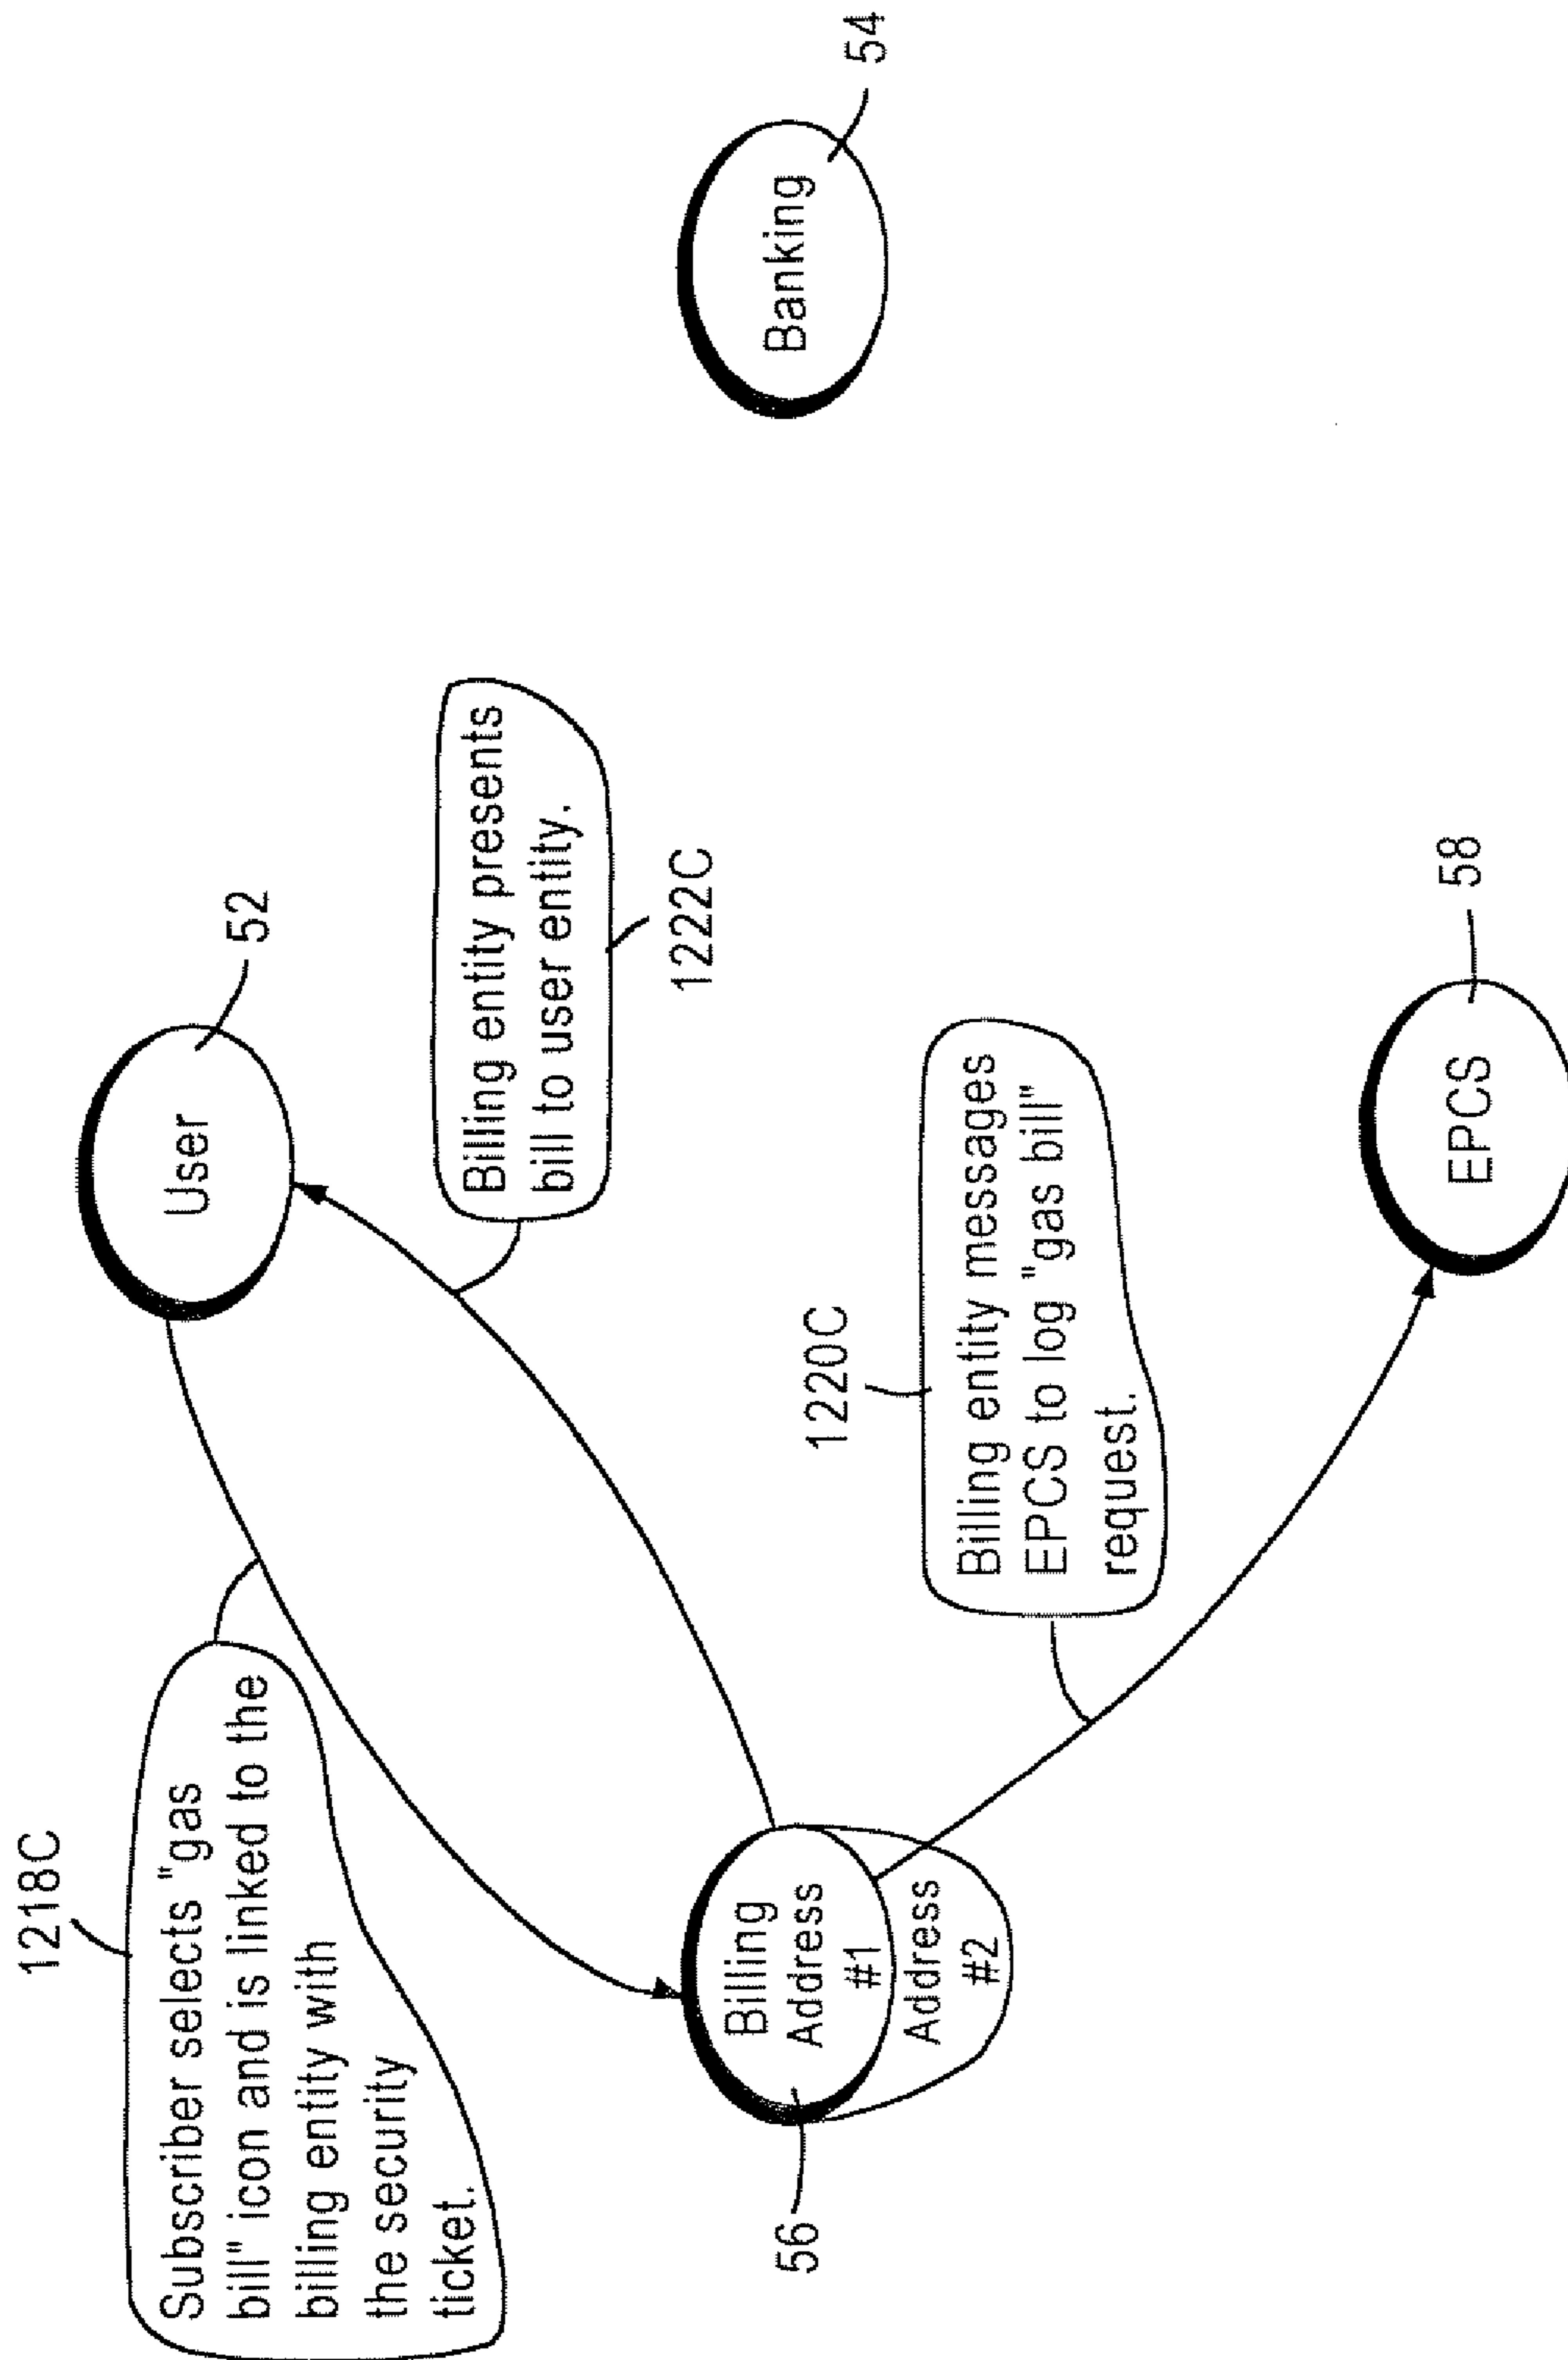 1218C
Subscriber selects "gas
bill" icon and is linked to the
billing entity with
the security
ticket.
User
52
Billing entity presents
bill to user entity.
1222C
Billing
Address
#1
Address
#2
56
Banking
54
1220C
Billing entity messages
EPCS to log "gas bill"
request.
EPCS
58